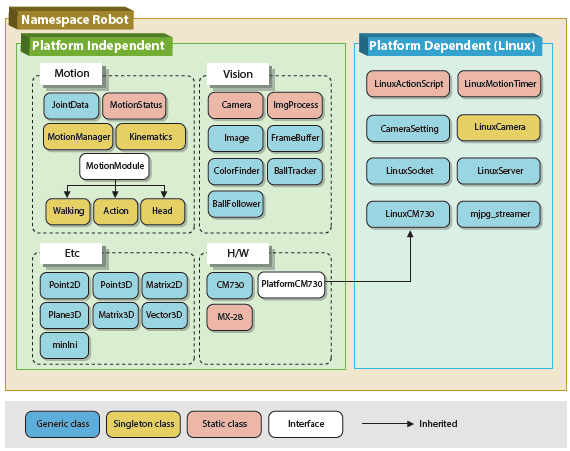 Namespace Robot
Platform Independent
Motion
JointData
MotionStatus
MotionManager
Kinematics
MotionModule
Walking
Action
Head
Vision
Camera
ImgProcess
Image
FrameBuffer
ColorFinder
BallTracker
BallFollower
Etc
Point2D
Point3D
Matrix2D
Plane3D
Matrix3D
Vector3D
minIni
H/W
CM730
PlatformCM730
MX-28
Platform Dependent (LInux)
LinuxActionScript
LinuxMotionTimer
CameraSetting
LinuxCamera
LinuxSocket
LinuxServer
LinuxCM730
mjpg_streamer
Generic class
Singleton class
Static class
Interface
Inherited